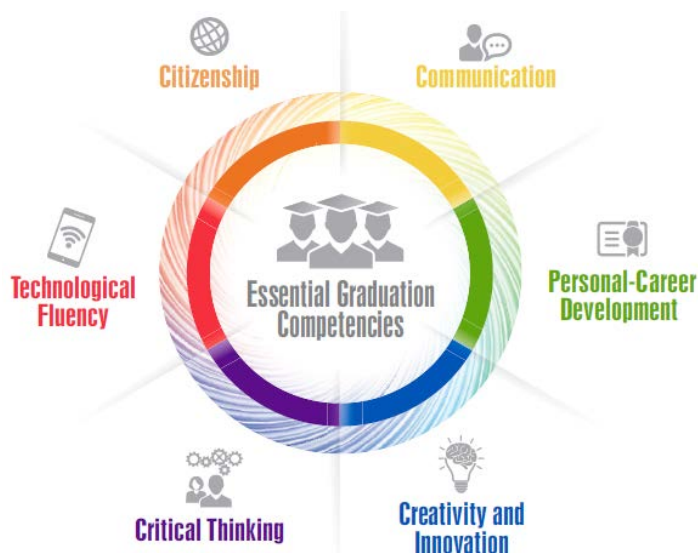 Citizenship
Communication
Technological
Fluency
Essential Graduation
Competencies
Personal-Career
Development
Critical Thinking
Creativity and
Innovation